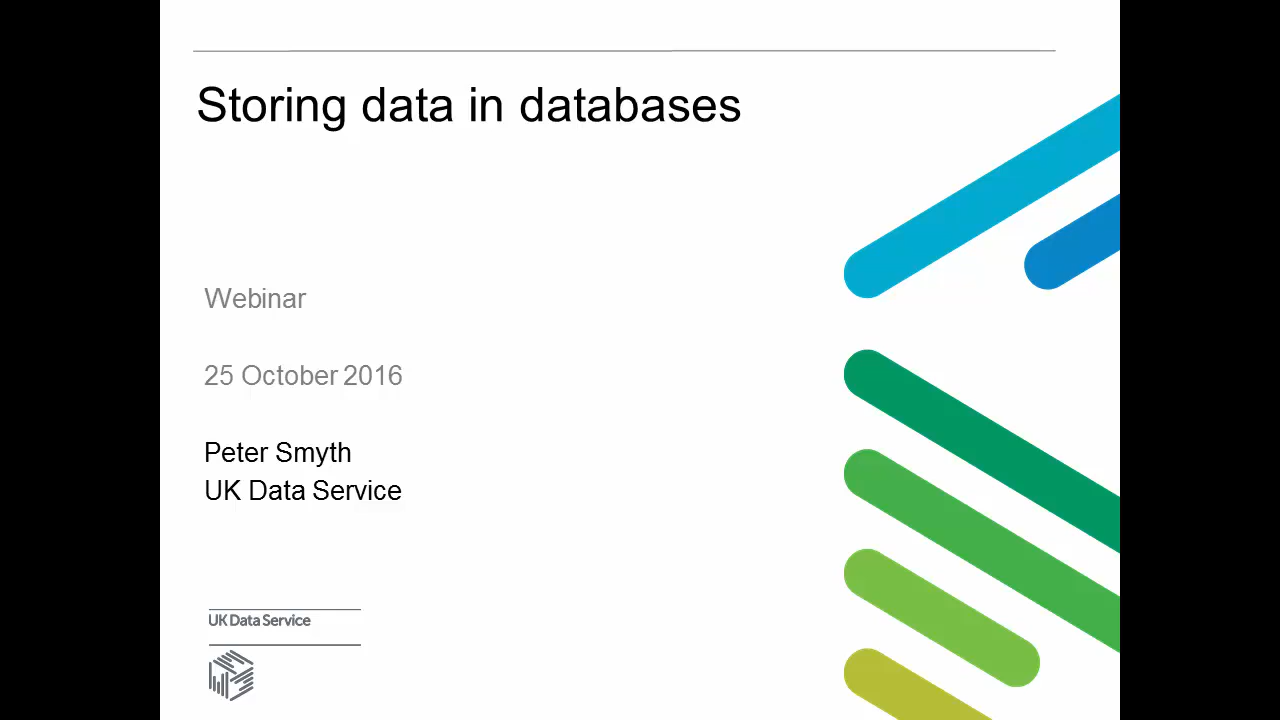 Storing data in databases
Webinar
25 October 2016
Peter Smyth
UK Data Service
UK Data Service